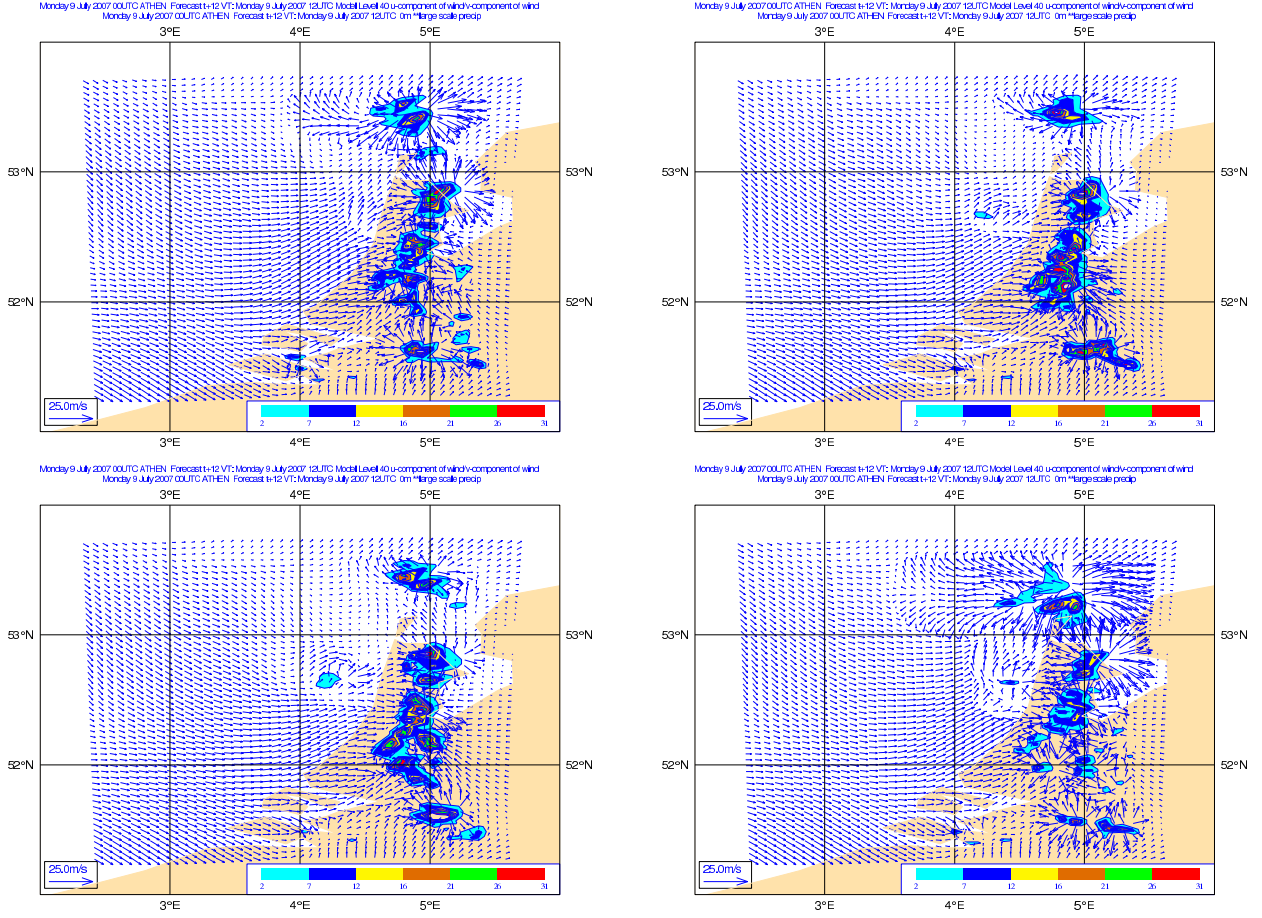 Monday 9 July 2007 00UTC ATHEN Forecast t+12 VT: Monday 9 July 2007 12UTC Model Level 40 u-component of wind/v-component of wind
Monday 9 July 2007 00UTC ATHEN Forecast t+12 VT: Monday 9 July 2007 12UTC 0m **large scale precip
3°E 4°E 5°E
53°N
52°N
25.0m/s
2 7 12 16 21 26 31
3°E 4°E 5°E
Monday 9 July 2007 00UTC ATHEN Forecast t+12 VT: Monday 9 July 2007 12UTC Model Level 40 u-component of wind/v-component of wind
Monday 9 July 2007 00UTC ATHEN Forecast t+12 VT: Monday 9 July 2007 12UTC 0m **large scale precip
3°E 4°E 5°E
53°N
52°N
25.0m/s
2 7 12 16 21 26 31
3°E 4°E 5°E
Monday 9 July 2007 00UTC ATHEN Forecast t+12 VT: Monday 9 July 2007 12UTC Model Level 40 u-component of wind/v-component of wind
Monday 9 July 2007 00UTC ATHEN Forecast t+12 VT: Monday 9 July 2007 12UTC 0m **large scale precip
3°E 4°E 5°E
53°N
52°N
25.0m/s
2 7 12 16 21 26 31
3°E 4°E 5°E
Monday 9 July 2007 00UTC ATHEN Forecast t+12 VT: Monday 9 July 2007 12UTC Model Level 40 u-component of wind/v-component of wind
Monday 9 July 2007 00UTC ATHEN Forecast t+12 VT: Monday 9 July 2007 12UTC 0m **large scale precip
3°E 4°E 5°E
53°N
52°N
25.0m/s
2 7 12 16 21 26 31
3°E 4°E 5°E